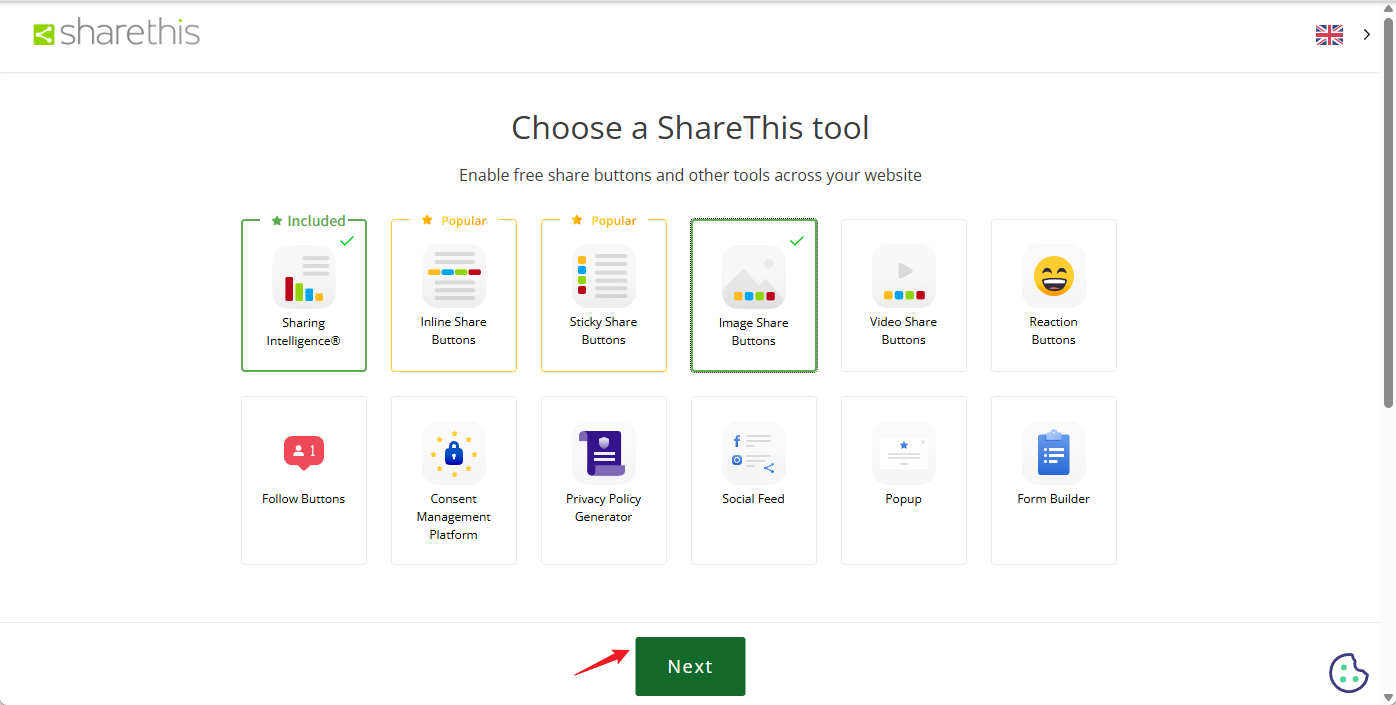 sharethis
Choose a ShareThis tool
Enable free share buttons and other tools across your website
Included
Popular
Popular
Sharing
Intelligence®
Inline Share
Buttons
Sticky Share
Buttons
Image Share
Buttons
Video Share
Buttons
Reaction
Buttons
1
Follow Buttons
Consent
Management
Platform
Privacy Policy
Generator
Social Feed
Popup
Form Builder
Next